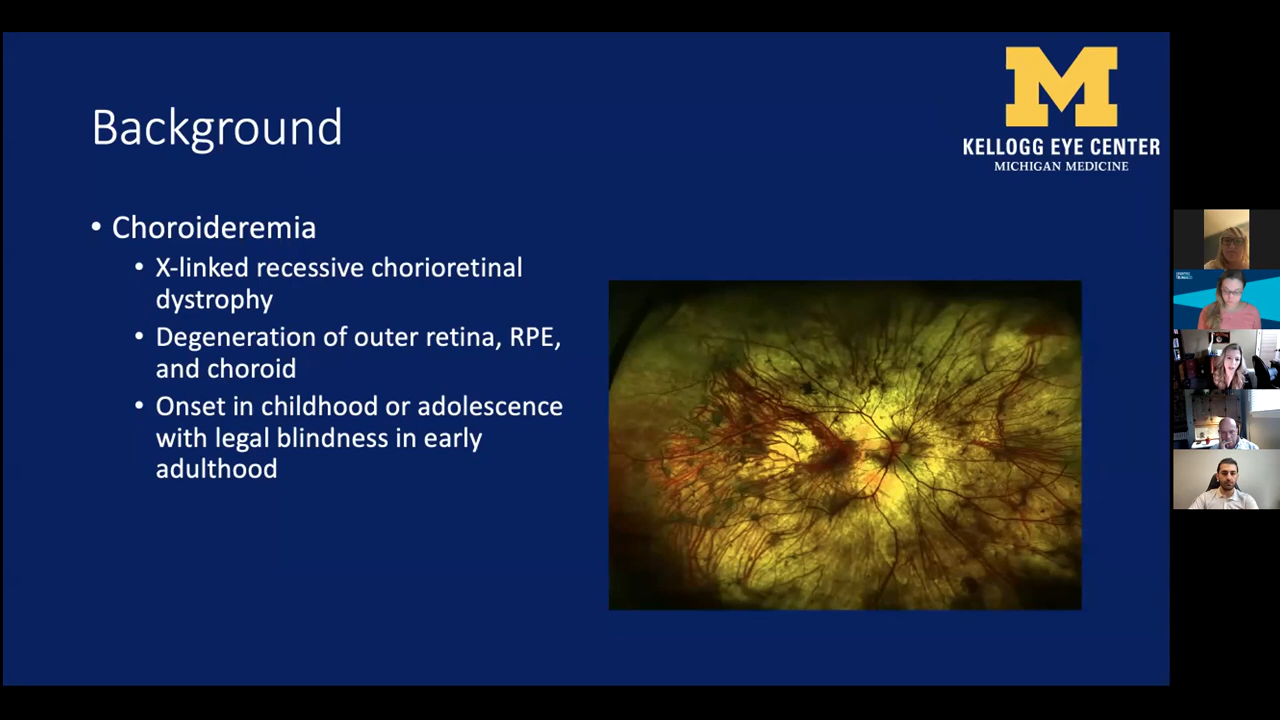 Background
KELLOGG EYE CENTER
MICHIGAN MEDICINE
• Choroideremia
• X-linked recessive chorioretinal
dystrophy
• Degeneration of outer retina, RPE,
and choroid
• Onset in childhood or adolescence
with legal blindness in early
adulthood